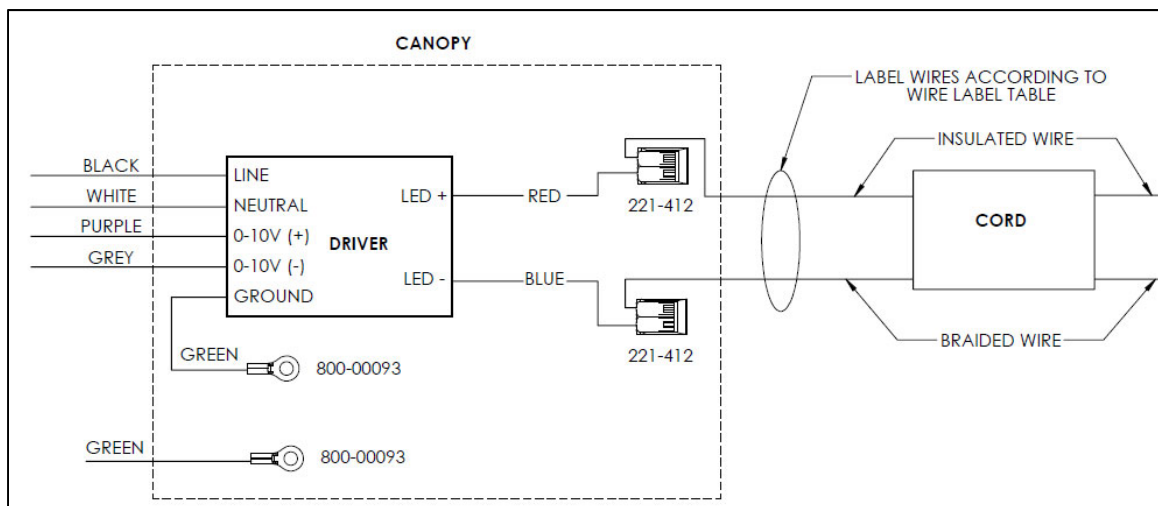 CANOPY
LABEL WIRES ACCORDING TO
WIRE LABEL TABLE
INSULATED WIRE
BLACK
LINE
WHITE
NEUTRAL
PURPLE
0-10V (+)
GREY
0-10V (-)
GROUND
DRIVER
LED +
LED -
RED
BLUE
221-412
221-412
CORD
BRAIDED WIRE
GREEN
800-00093
GREEN
800-00093